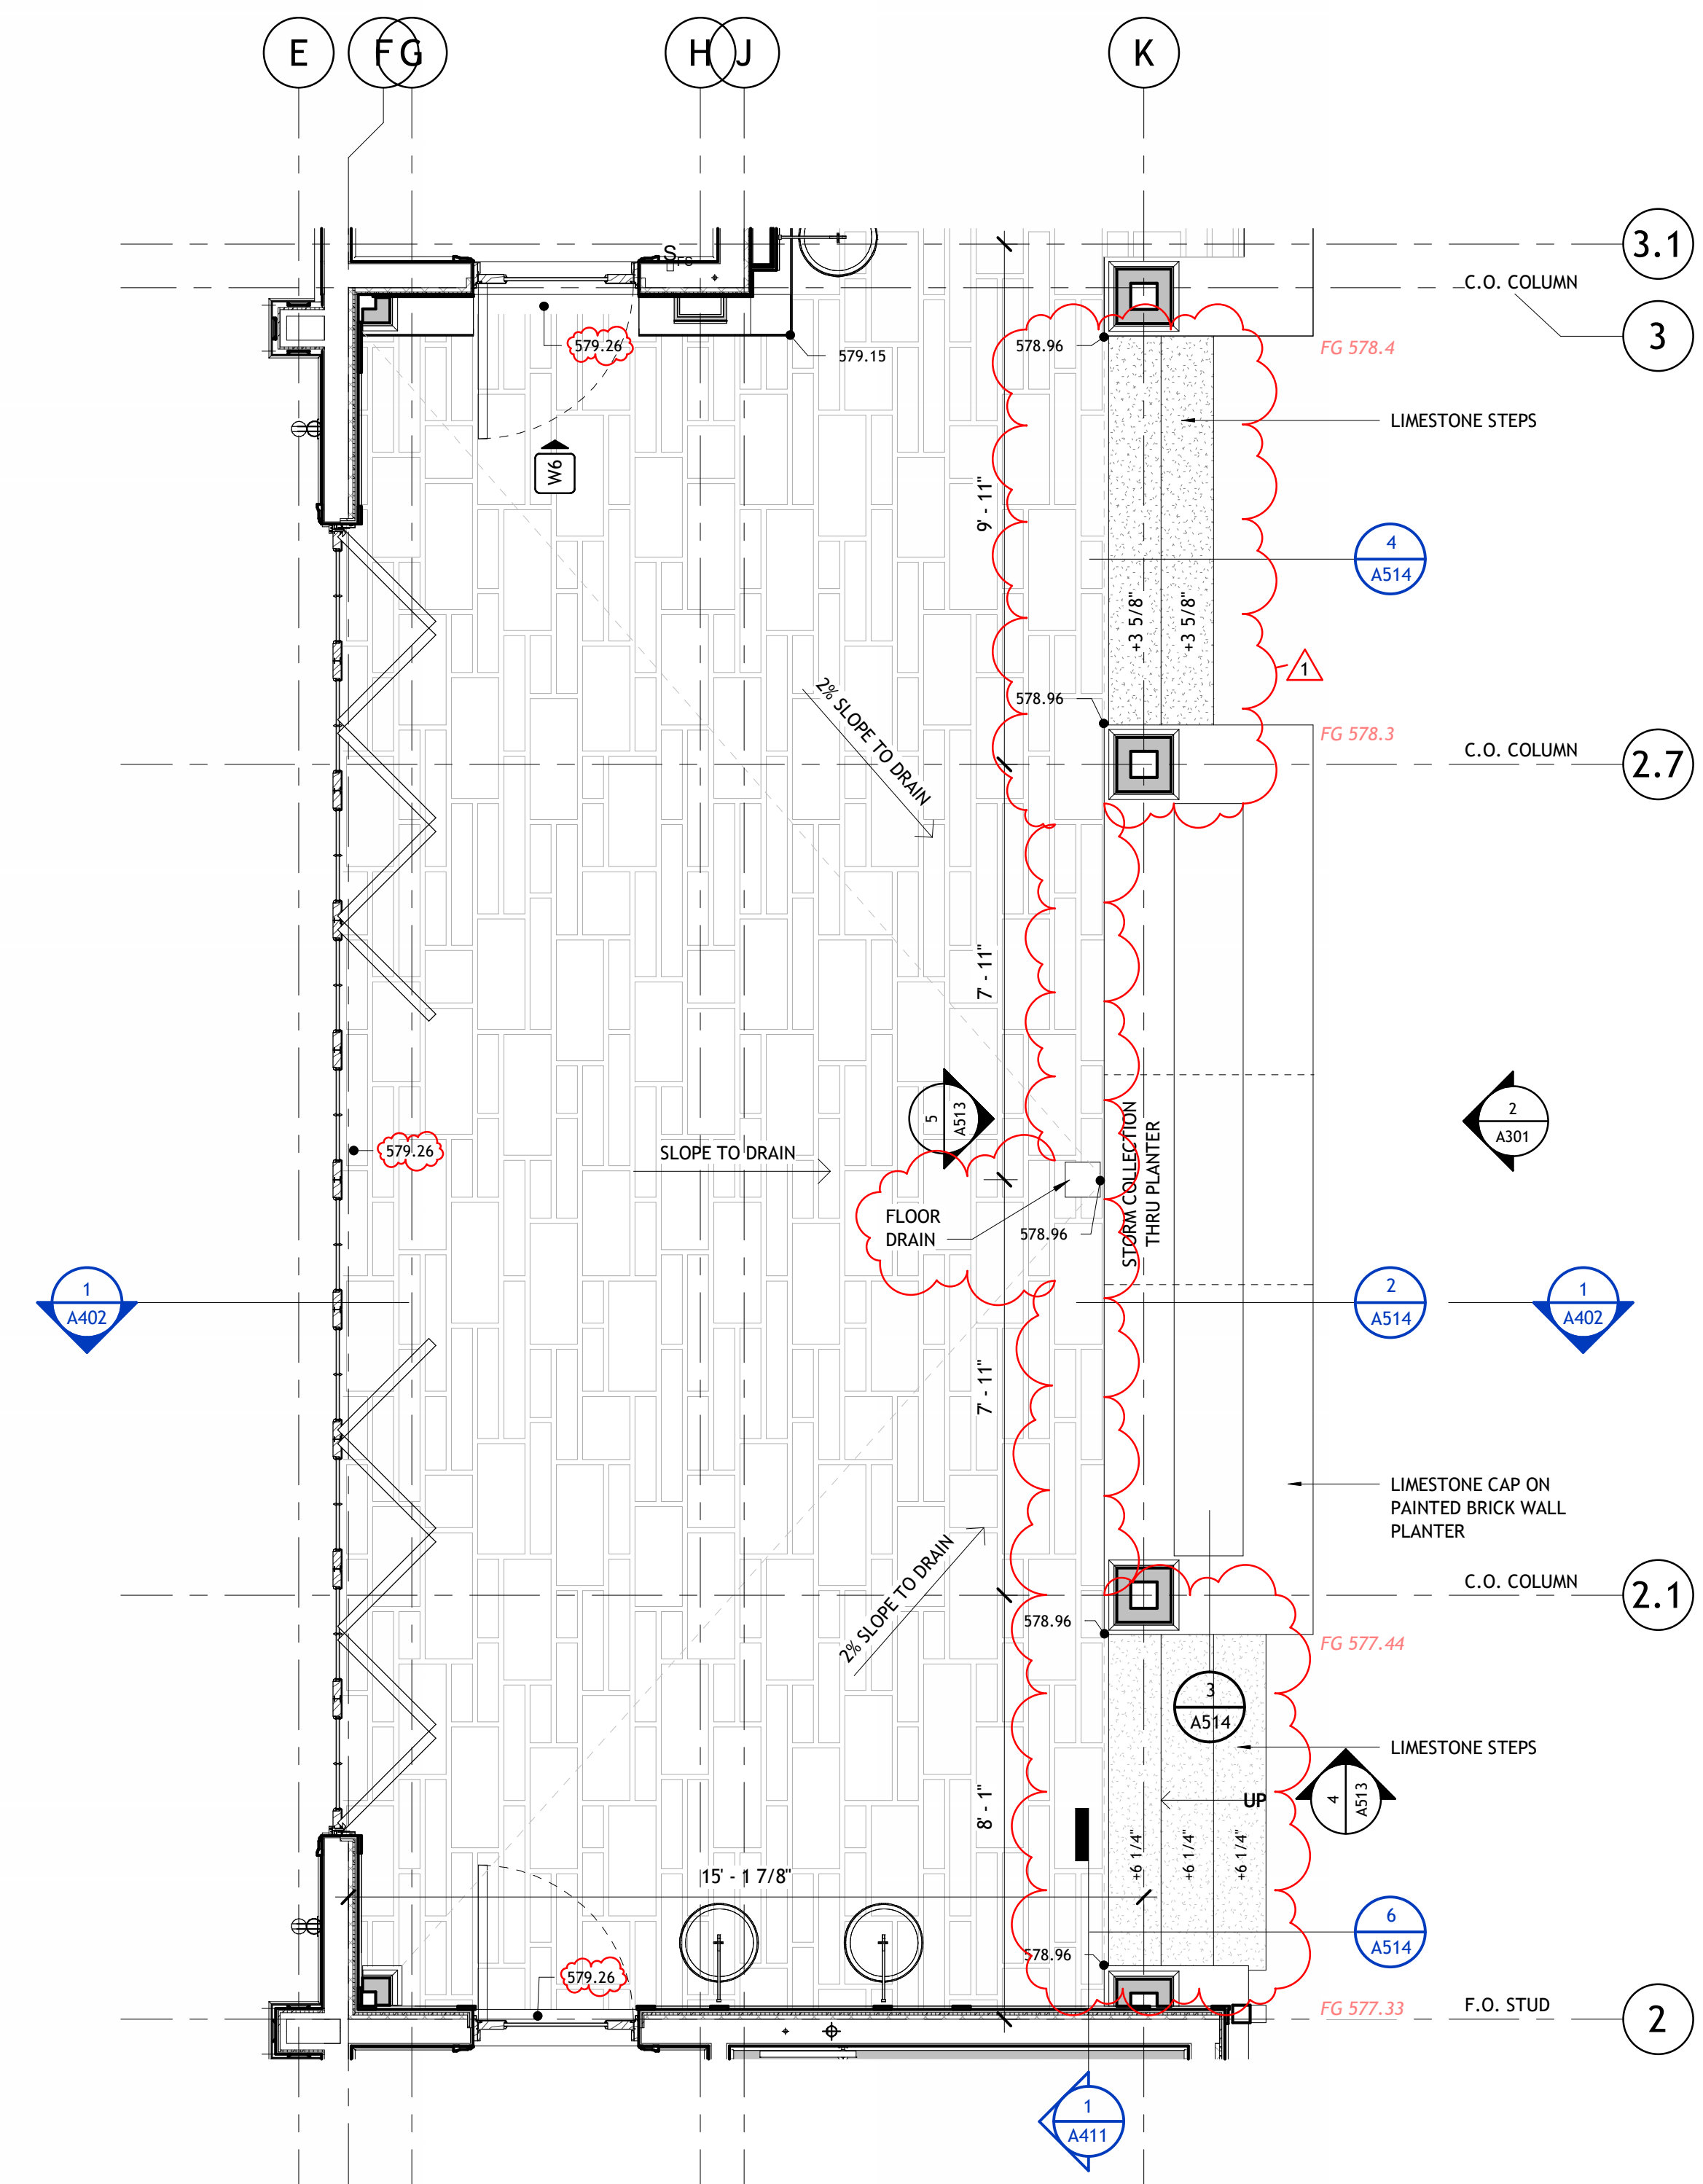 E
F
G
H
J
K
3.1
C.O. COLUMN
3
S
FG
579.26
579.15
578.96
FG 578.4
LIMESTONE STEPS
W6
9' - 11"
4
A514
+3 5/8"
+3 5/8"
1
2% SLOPE TO DRAIN
578.96
FG 578.3
C.O. COLUMN
2.7
7' - 11"
5
A513
STORM COLLECTION
THRU PLANTER
2
A301
579.26
SLOPE TO DRAIN
FLOOR
DRAIN
578.96
1
A402
2
A514
1
A402
7' - 11"
LIMESTONE CAP ON
PAINTED BRICK WALL
PLANTER
2% SLOPE TO DRAIN
C.O. COLUMN
2.1
578.96
FG 577.44
3
A514
LIMESTONE STEPS
UP
4
A513
8' - 1"
+6 1/4"
+6 1/4"
+6 1/4"
15' - 1 7/8"
6
A514
578.96
579.26
FG 577.33
F.O. STUD
2
1
A411